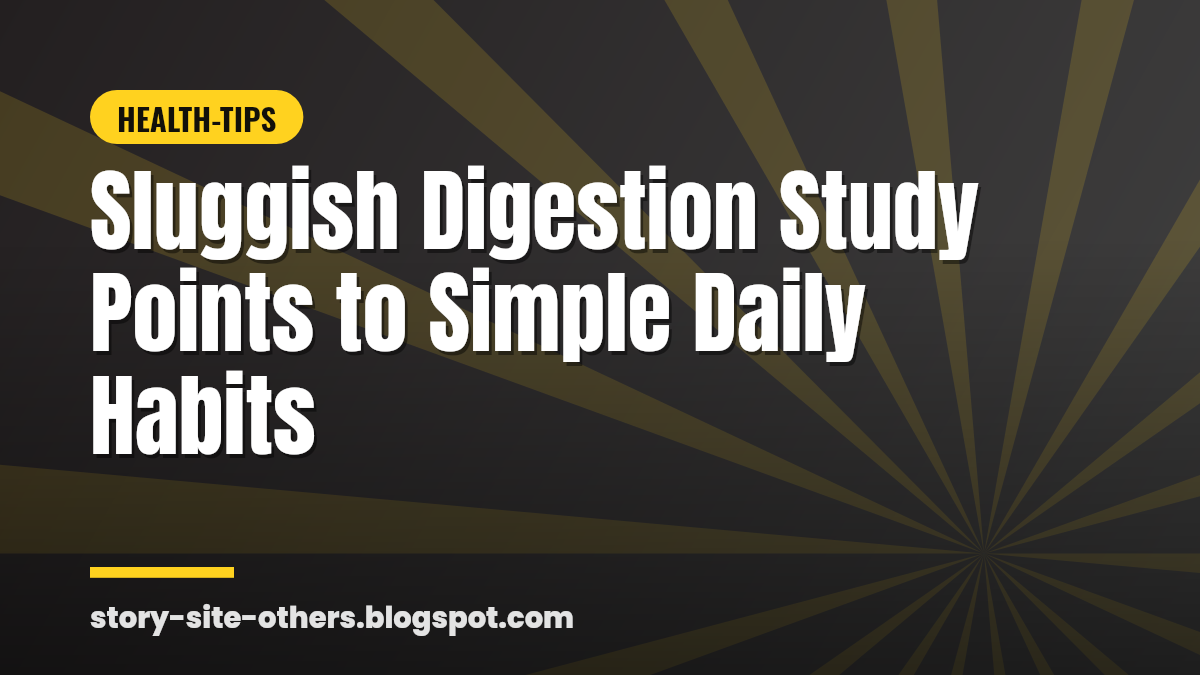 HEALTH-TIPS
Sluggish Digestion Study
Points to Simple Daily
Habits
story-site-others.blogspot.com